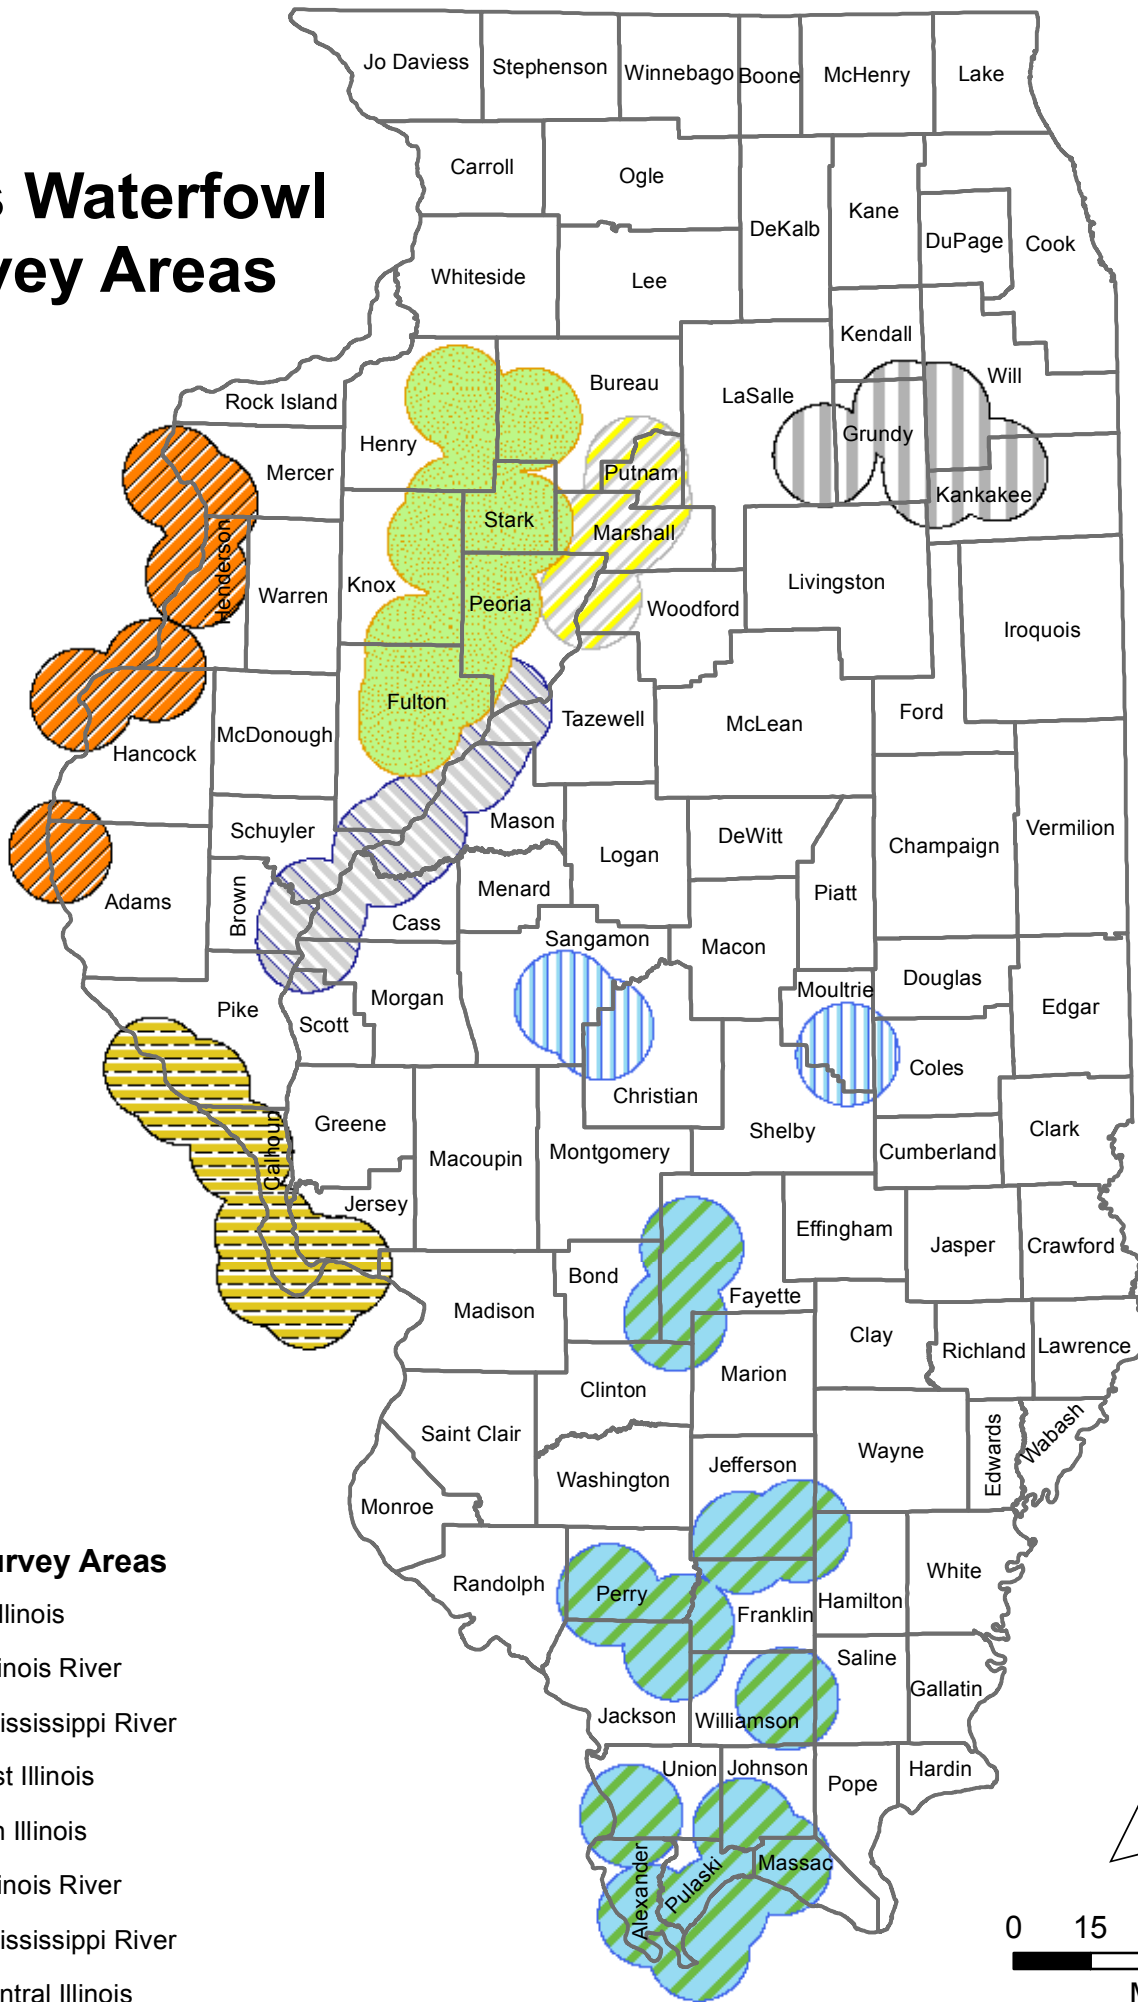 Jo Daviess
Stephenson
Winnebago
Boone
McHenry
Lake
Carroll
Ogle
DeKalb
Kane
DuPage
Cook
s Waterfowl
vey Areas
Whiteside
Lee
Kendall
Will
Bureau
LaSalle
Rock Island
Henry
Grundy
Mercer
Putnam
Kankakee
Stark
Marshall
Henderson
Warren
Knox
Peoria
Woodford
Livingston
Iroquois
Fulton
Tazewell
McLean
Ford
Hancock
McDonough
Schuyler
Mason
Logan
DeWitt
Champaign
Vermilion
Adams
Brown
Menard
Piatt
Cass
Sangamon
Macon
Douglas
Moultrie
Edgar
Pike
Morgan
Scott
Coles
Christian
Greene
Calhoun
Macoupin
Montgomery
Shelby
Clark
Cumberland
Jersey
Effingham
Jasper
Crawford
Bond
Fayette
Madison
Clay
Richland
Lawrence
Marion
Clinton
Saint Clair
Wayne
Edwards
Wabash
Washington
Jefferson
Monroe
Randolph
Perry
Franklin
Hamilton
White
Saline
Gallatin
Jackson
Williamson
Union
Johnson
Pope
Hardin
Alexander
Pulaski
Massac
urvey Areas
llinois
inois River
ississippi River
st Illinois
n Illinois
inois River
ississippi River
ntral Illinois
0 15
M